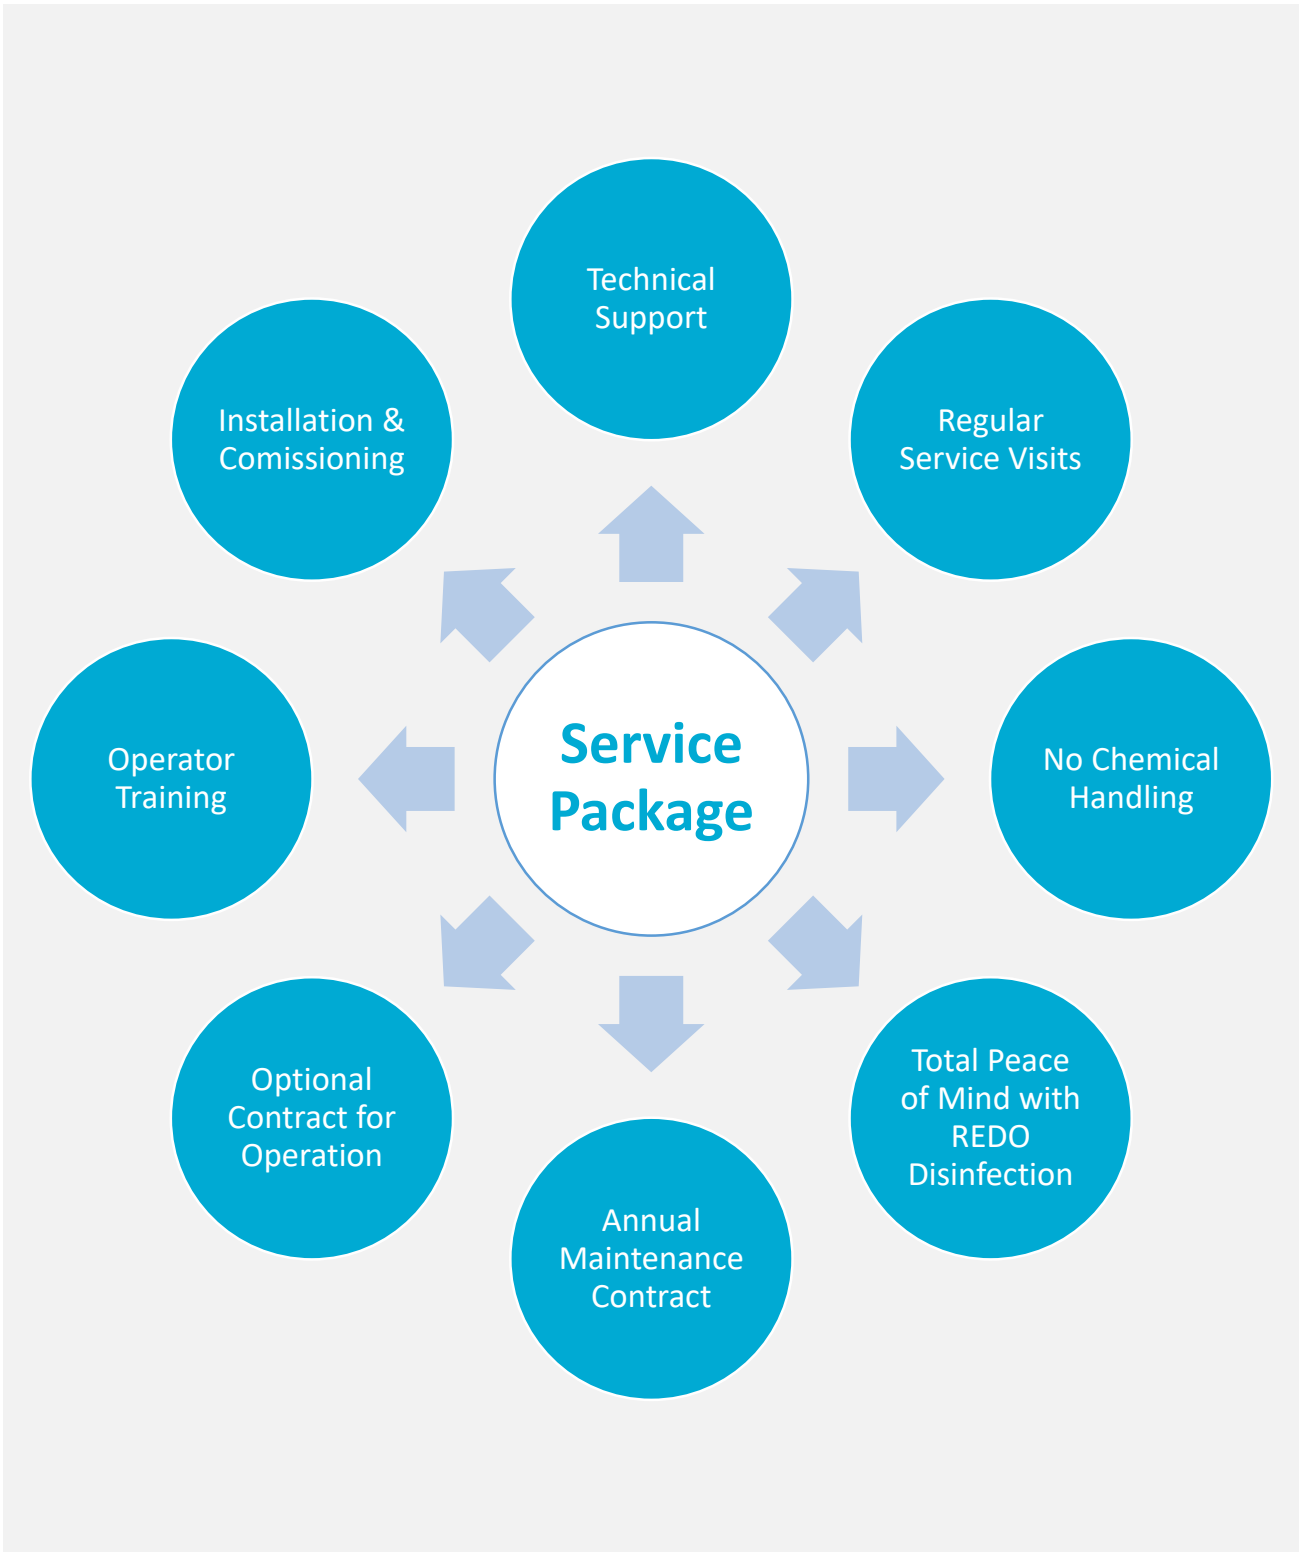 Technical
Support
Installation &
Comissioning
Regular
Service Visits
Service
Package
Operator
Training
No Chemical
Handling
Optional
Contract for
Operation
Total Peace
of Mind with
REDO
Disinfection
Annual
Maintenance
Contract